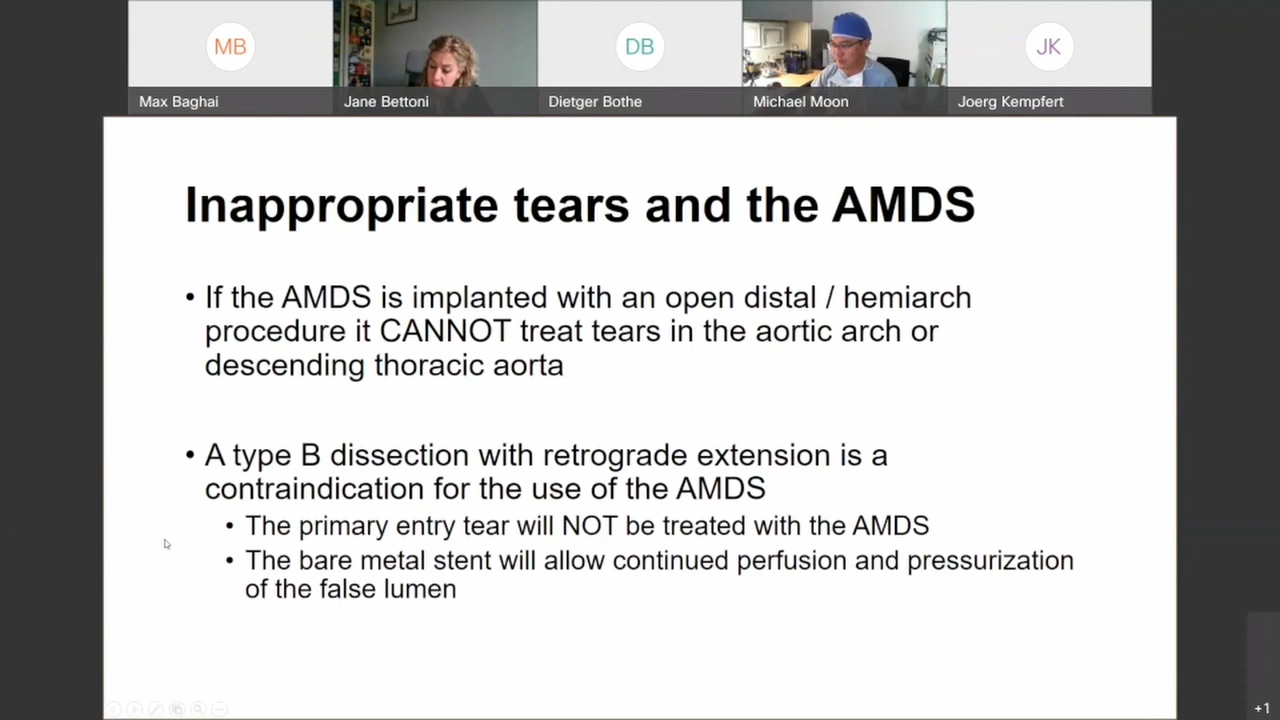 MB
DB
JK
Max Baghai
Jane Bettoni
Dietger Bothe
Michael Moon
Joerg Kempfert
Inappropriate tears and the AMDS
• If the AMDS is implanted with an open distal / hemiarch
procedure it CANNOT treat tears in the aortic arch or
descending thoracic aorta
• A type B dissection with retrograde extension is a
contraindication for the use of the AMDS
• The primary entry tear will NOT be treated with the AMDS
• The bare metal stent will allow continued perfusion and pressurization
of the false lumen
+1